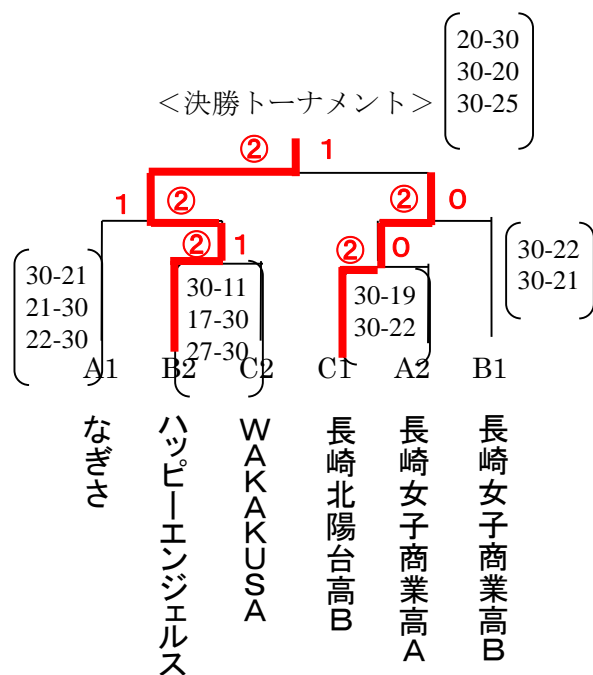 20-30
30-20
30-25
＜決勝トーナメント＞
② 1
1 ② ② 0
② 1 ② 0
30-21
21-30
22-30
30-11
17-30
27-30
30-19
30-22
30-22
30-21
A1 B2 C2 C1 A2 B1
なぎさ
ハッピーエンジェルス
WAKAKUSA
長崎北陽台高B
長崎女子商業高A
長崎女子商業高B